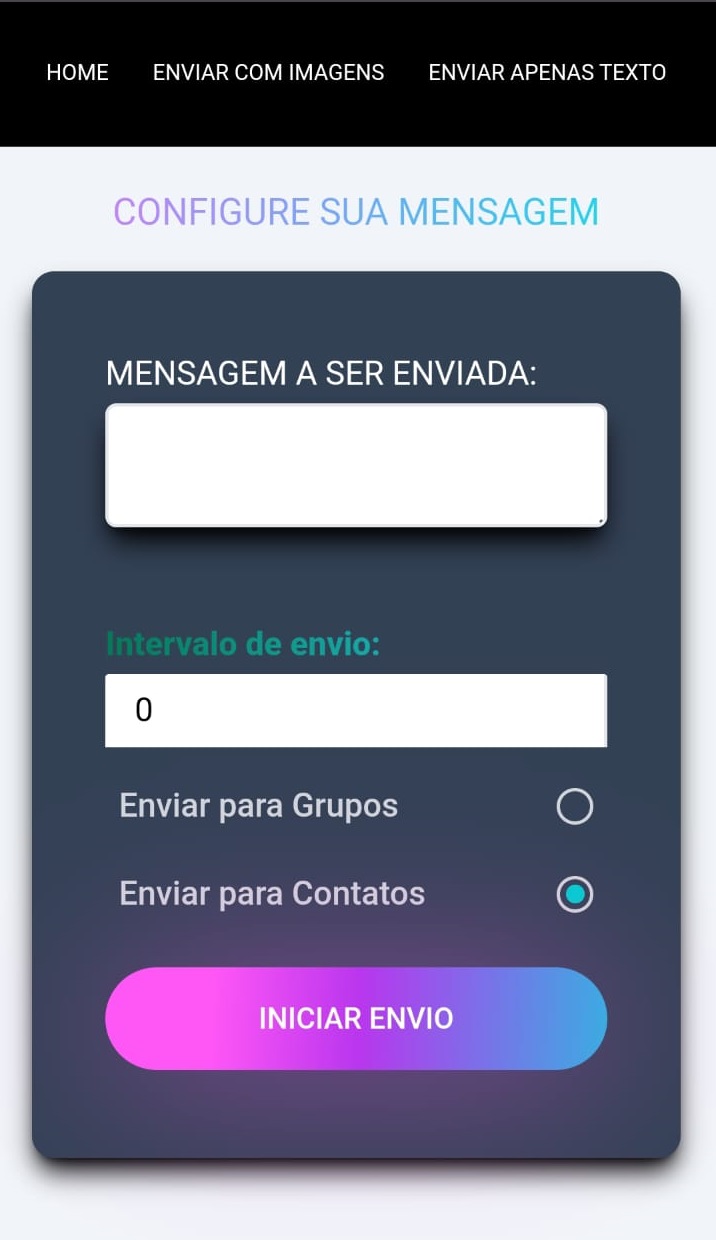 HOME ENVIAR COM IMAGENS ENVIAR APENAS TEXTO
CONFIGURE SUA MENSAGEM
MENSAGEM A SER ENVIADA:
Intervalo de envio:
0
Enviar para Grupos
Enviar para Contatos
INICIAR ENVIO